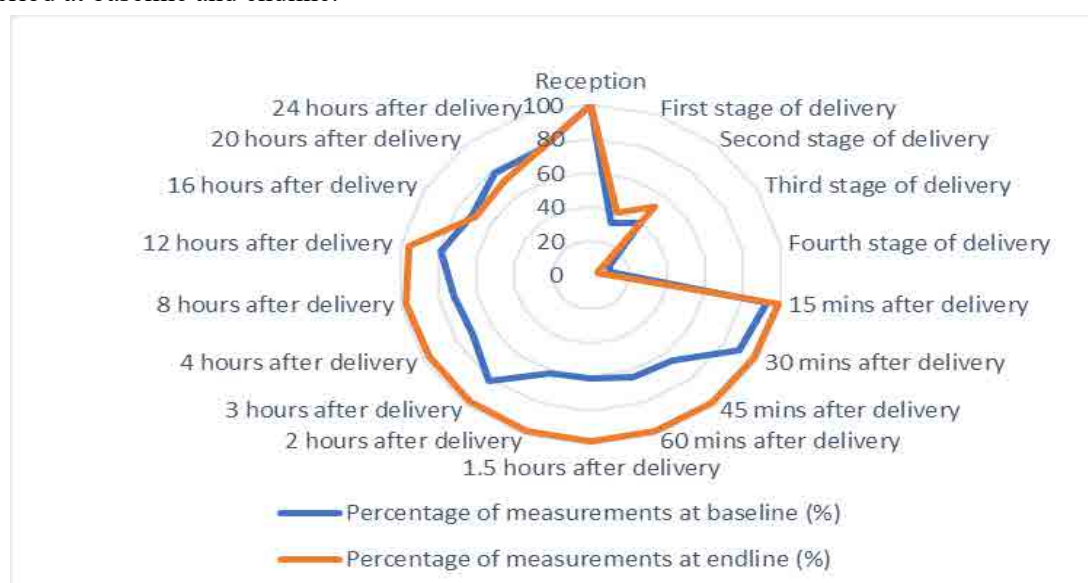 at baseline and endline.
Reception
24 hours after delivery 100 First stage of delivery
20 hours after delivery 80 Second stage of delivery
16 hours after delivery 60 Third stage of delivery
40
12 hours after delivery 20 Fourth stage of delivery
0
8 hours after delivery 15 mins after delivery
4 hours after delivery 30 mins after delivery
3 hours after delivery 45 mins after delivery
2 hours after delivery 60 mins after delivery
1.5 hours after delivery
Percentage of measurements at baseline (%)
Percentage of measurements at endline (%)